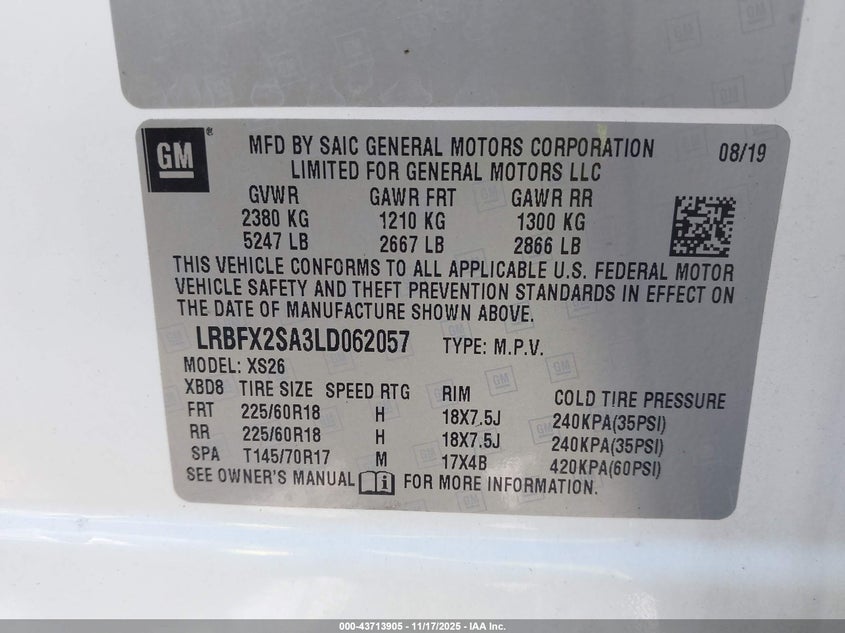 GM ®
MFD BY SAIC GENERAL MOTORS CORPORATION 08/19
LIMITED FOR GENERAL MOTORS LLC
GVWR GAWR FRT GAWR RR
2380 KG 1210 KG 1300 KG
5247 LB 2667 LB 2866 LB
THIS VEHICLE CONFORMS TO ALL APPLICABLE U.S. FEDERAL MOTOR
VEHICLE SAFETY AND THEFT PREVENTION STANDARDS IN EFFECT ON
THE DATE OF MANUFACTURE SHOWN ABOVE.
LRBFX2SA3LD062057 TYPE: M.P.V.
MODEL: XS26
XBD8 TIRE SIZE SPEED RTG RIM COLD TIRE PRESSURE
FRT 225/60R18 H 18X7.5J 240KPA(35PSI)
RR 225/60R18 H 18X7.5J 240KPA(35PSI)
SPA T145/70R17 M 17X4B 420KPA(60PSI)
SEE OWNER'S MANUAL i FOR MORE INFORMATION.
000-43713905 - 11/17/2025 - IAA Inc.